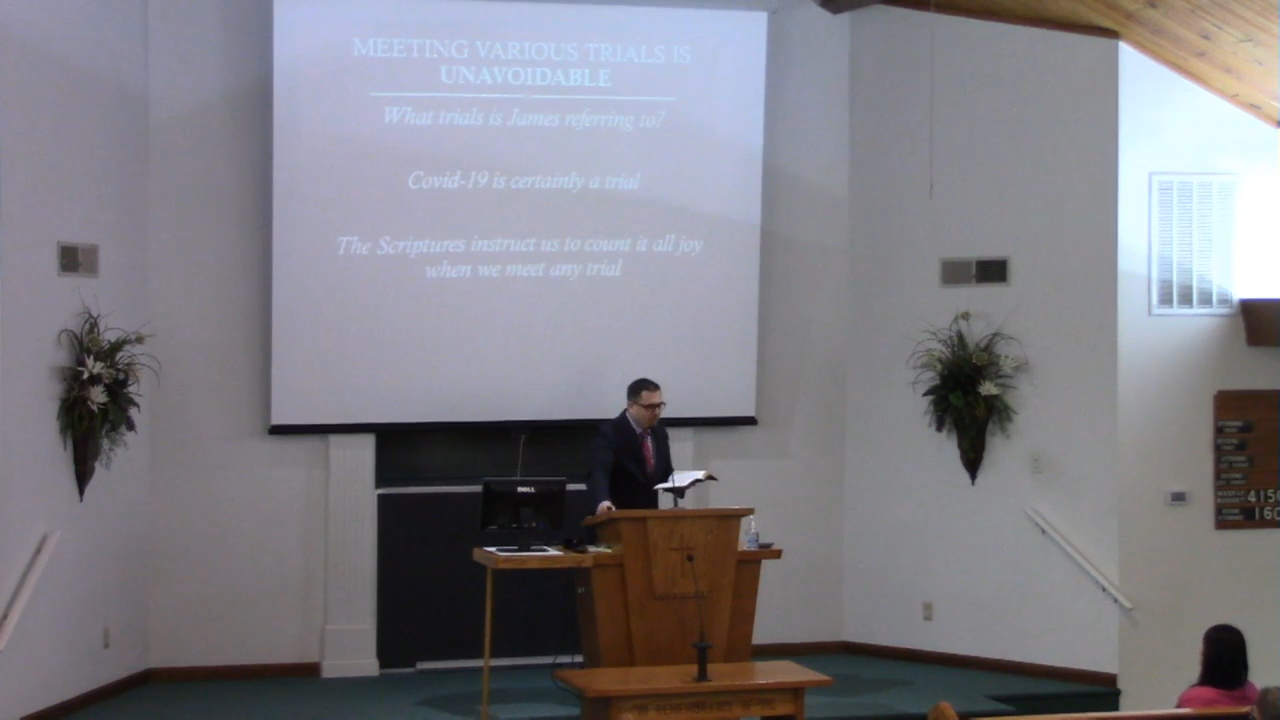 MEETING VARIOUS TRIALS IS
UNAVOIDABLE
What trials is James referring to?
Covid-19 is certainly a trial
The Scriptures instruct us to count it all joy
when we meet any trial
DELL